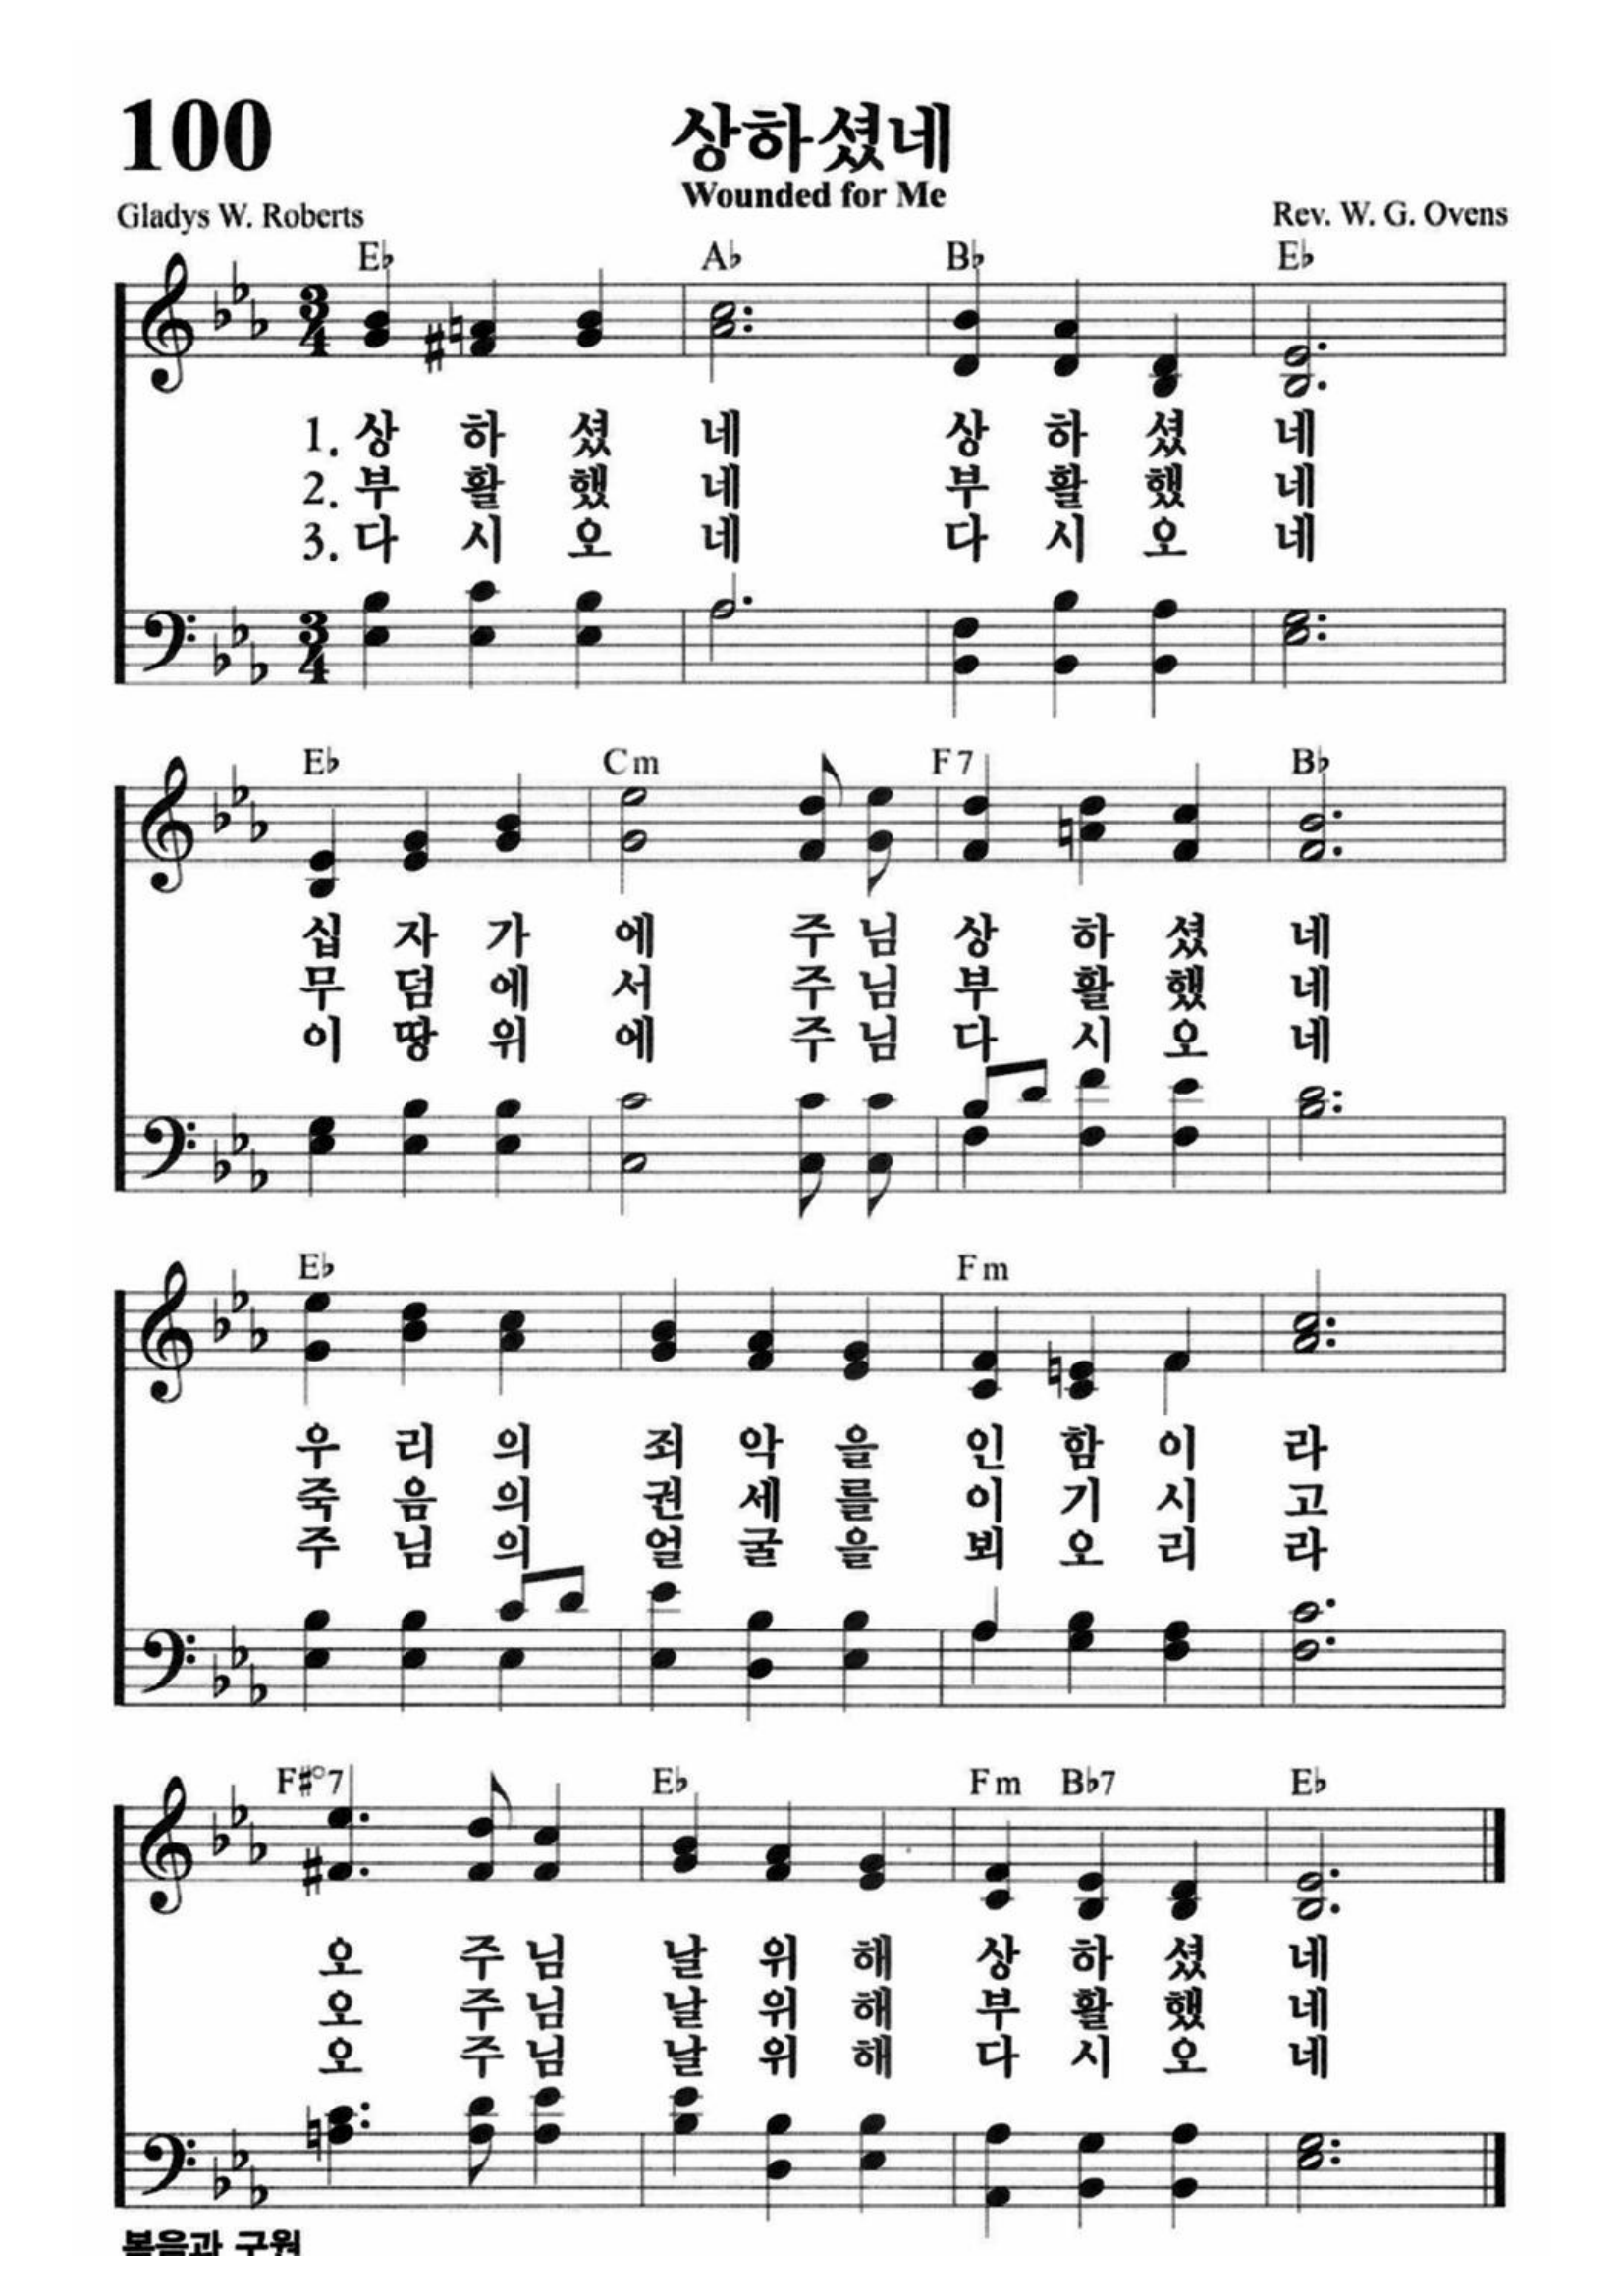 100
상하셨네
Wounded for Me
Gladys W. Roberts
Rev. W. G. Ovens
E♭ A♭ B♭ E♭
3 4
1. 상 하 셨 네 상 하 셨 네
2. 부 활 했 네 부 활 했 네
3. 다 시 오 네 다 시 오 네
3 4
E♭ Cm F7 B♭
십 자 가 에 주 님 상 하 셨 네
무 덤 에 서 주 님 부 활 했 네
이 땅 위 에 주 님 다 시 오 네
E♭ Fm
우 리 의 죄 악 을 인 함 이 라
죽 음 의 권 세 를 이 기 시 고
주 님 의 얼 굴 을 뵈 오 리 라
F#°7 E♭ Fm B♭7 E♭
오 주 님 날 위 해 상 하 셨 네
오 주 님 날 위 해 부 활 했 네
오 주 님 날 위 해 다 시 오 네
복음과 구원